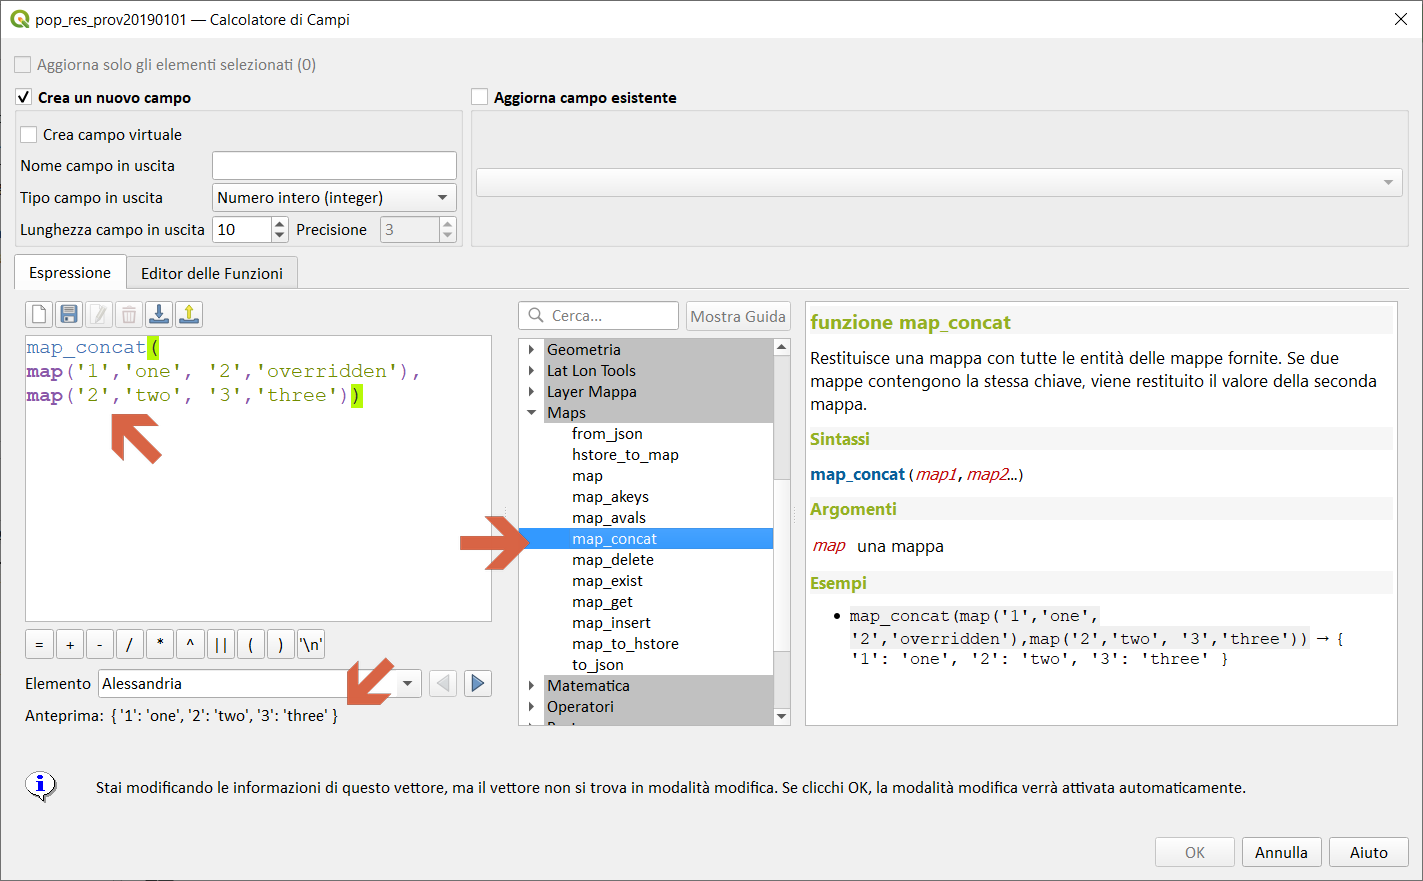 pop_res_prov20190101 — Calcolatore di Campi
Aggiorna solo gli elementi selezionati (0)
Crea un nuovo campo
Aggiorna campo esistente
Crea campo virtuale
Nome campo in uscita
Tipo campo in uscita
Numero intero (integer)
Lunghezza campo in uscita 10 Precisione 3
Espressione
Editor delle Funzioni
map_concat(
map('1','one', '2','overridden'),
map('2','two', '3','three'))
= + - / * ^ || ( ) '\n'
Elemento Alessandria
Anteprima: { '1': 'one', '2': 'two', '3': 'three' }
Cerca...
Mostra Guida
Geometria
Lat Lon Tools
Layer Mappa
Maps
from_json
hstore_to_map
map
map_akeys
map_avals
map_concat
map_delete
map_exist
map_get
map_insert
map_to_hstore
to_json
Matematica
Operatori
funzione map_concat
Restituisce una mappa con tutte le entità delle mappe fornite. Se due
mappe contengono la stessa chiave, viene restituito il valore della seconda
mappa.
Sintassi
map_concat(map1,map2…)
Argomenti
map una mappa
Esempi
• map_concat(map('1','one',
'2','overridden'),map('2','two', '3','three')) → {
'1': 'one', '2': 'two', '3': 'three' }
Stai modificando le informazioni di questo vettore, ma il vettore non si trova in modalità modifica. Se clicchi OK, la modalità modifica verrà attivata automaticamente.
OK
Annulla
Aiuto